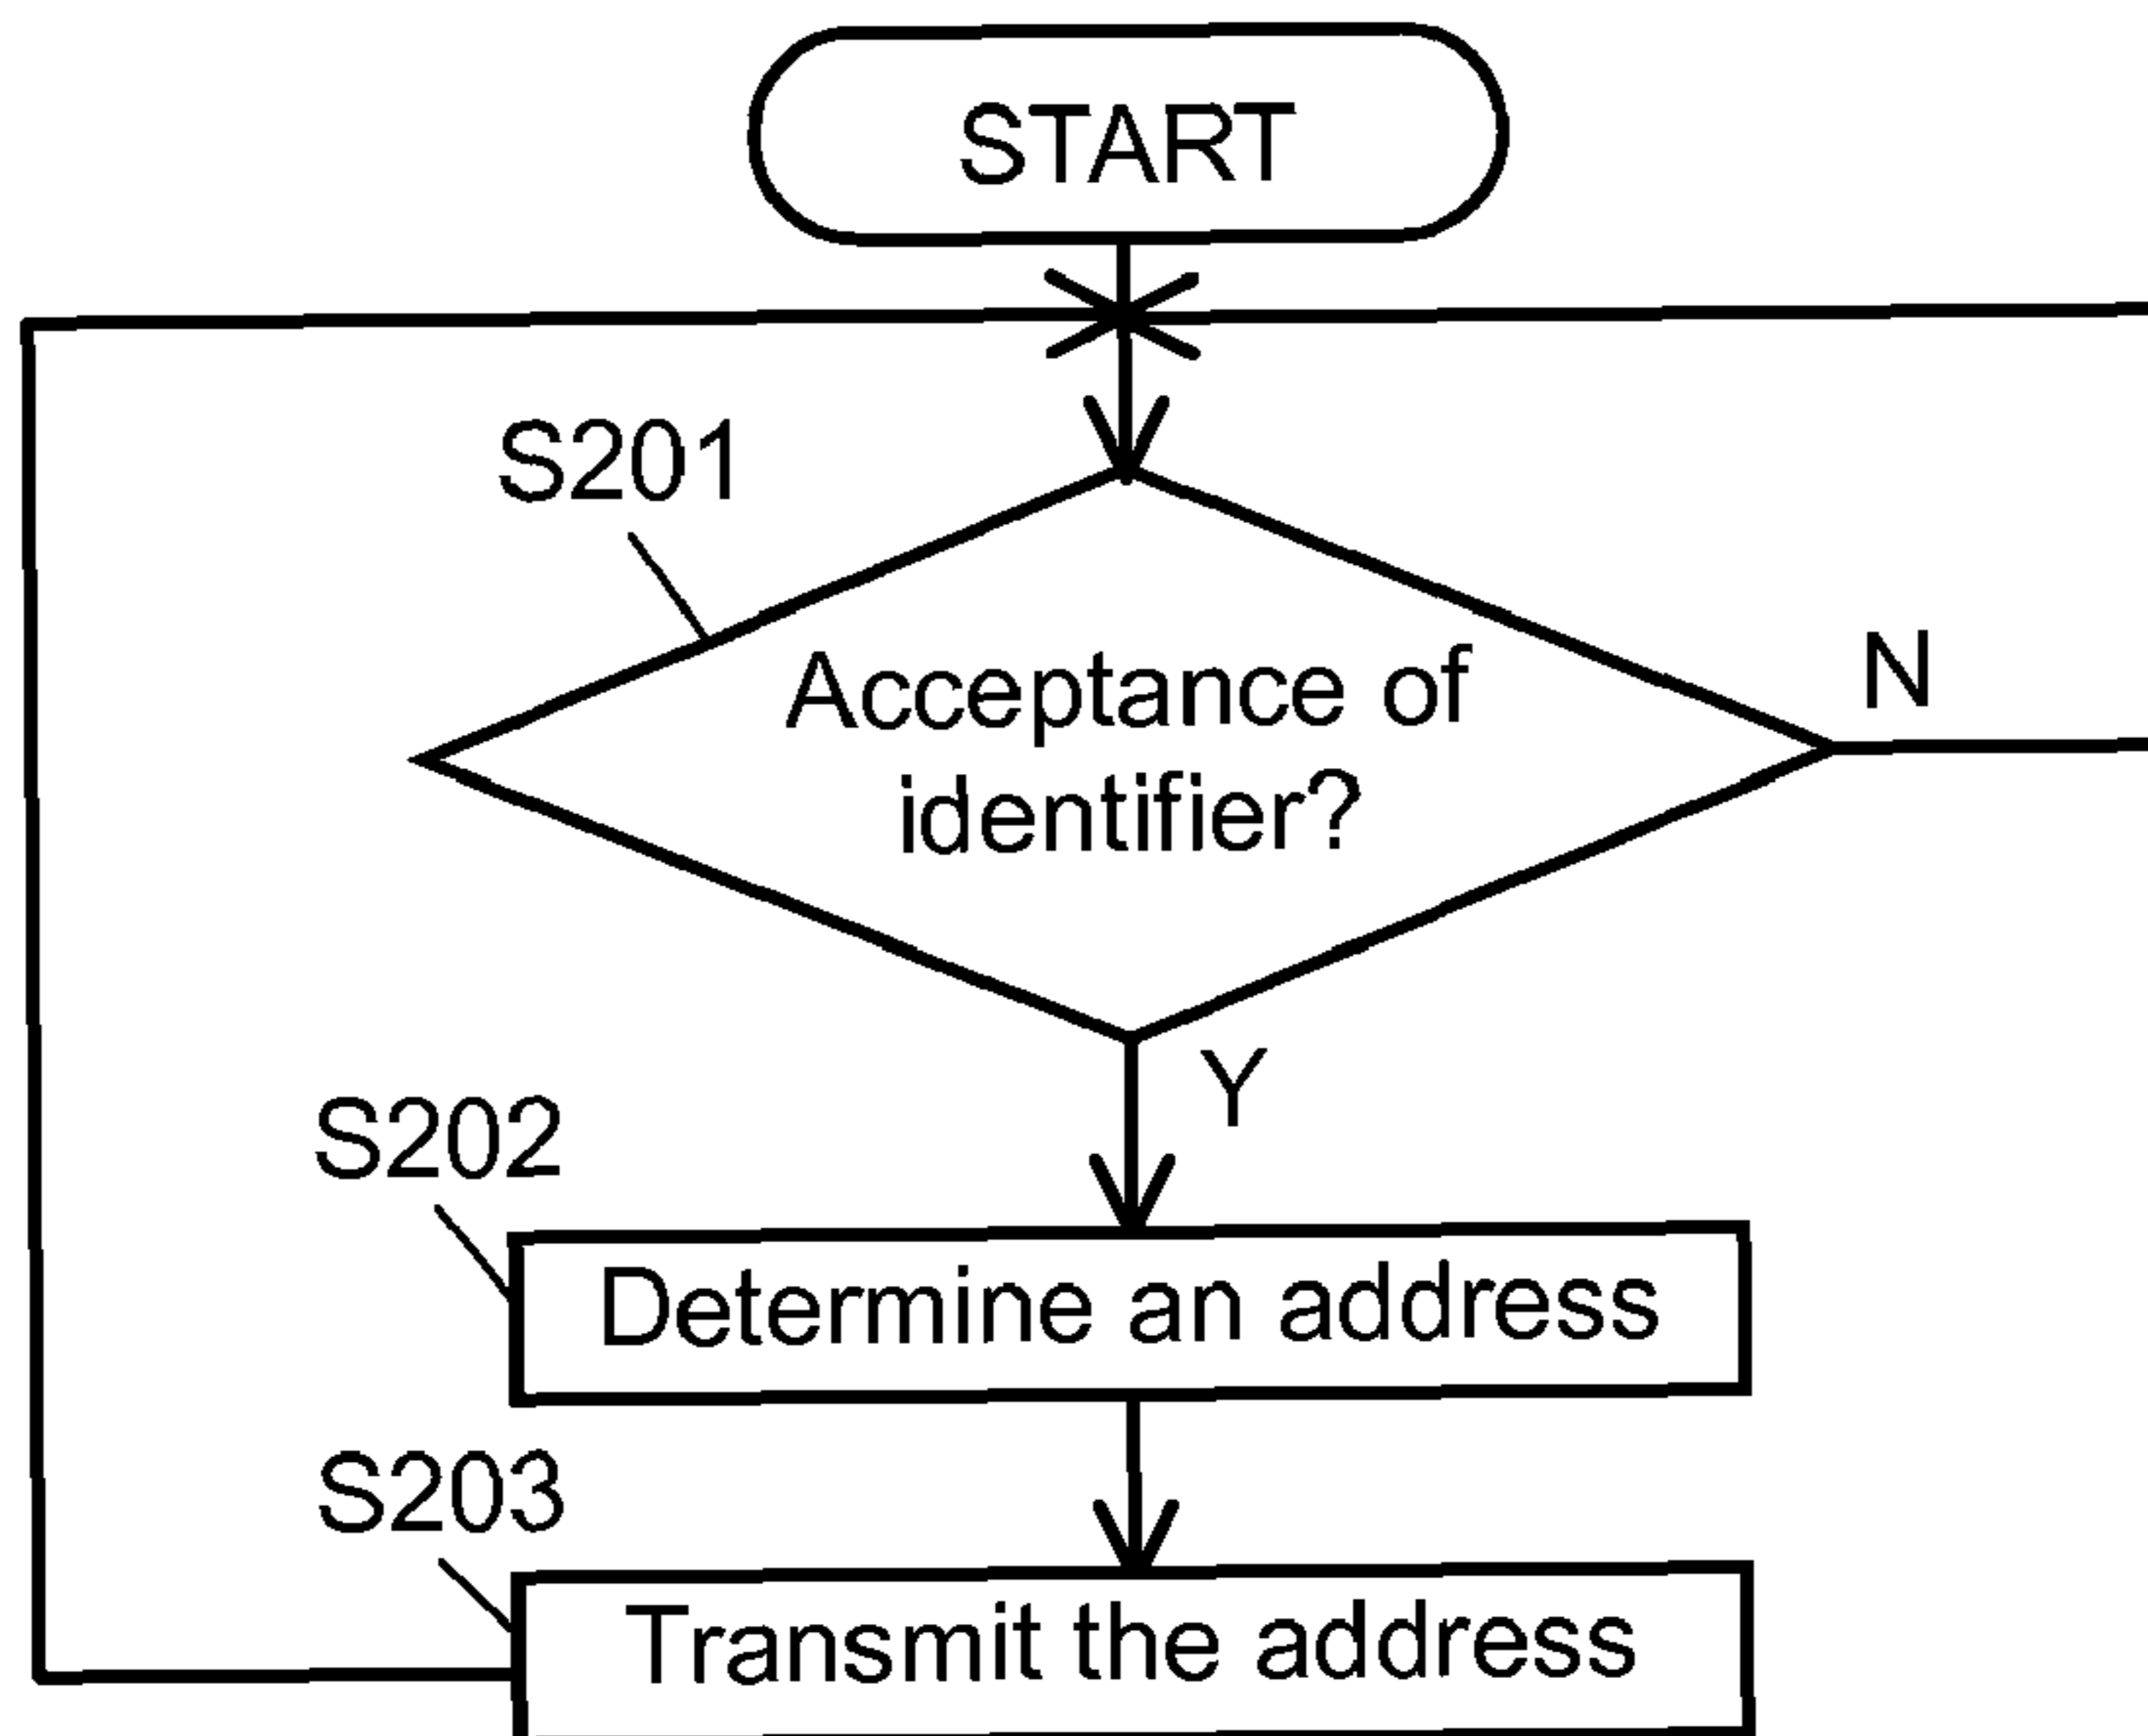 START
S201
Acceptance of
identifier?
N
Y
S202
Determine an address
S203
Transmit the address